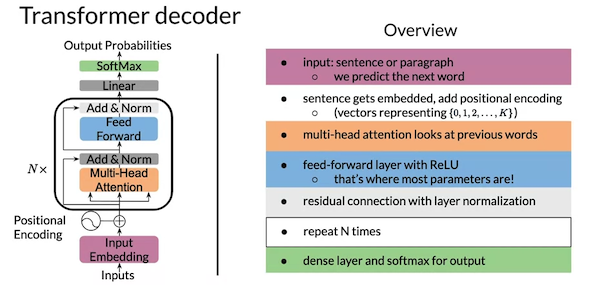 Transformer decoder
Output Probabilities
SoftMax
Linear
Add & Norm
Feed
Forward
Add & Norm
Multi-Head
Attention
N×
Positional
Encoding
Input
Embedding
Inputs
Overview
● input: sentence or paragraph
○ we predict the next word
● sentence gets embedded, add positional encoding
○ (vectors representing {0, 1, 2, . . . , K})
● multi-head attention looks at previous words
● feed-forward layer with ReLU
○ that's where most parameters are!
● residual connection with layer normalization
● repeat N times
● dense layer and softmax for output